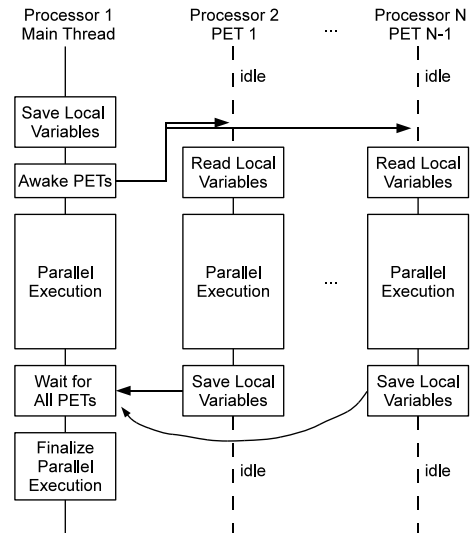 Processor 1
Main Thread
Processor 2
PET 1
...
Processor N
PET N-1
idle
idle
Save Local
Variables
Awake PETs
Read Local
Variables
Read Local
Variables
Parallel
Execution
Parallel
Execution
...
Parallel
Execution
Wait for
All PETs
Save Local
Variables
Save Local
Variables
Finalize
Parallel
Execution
idle
idle